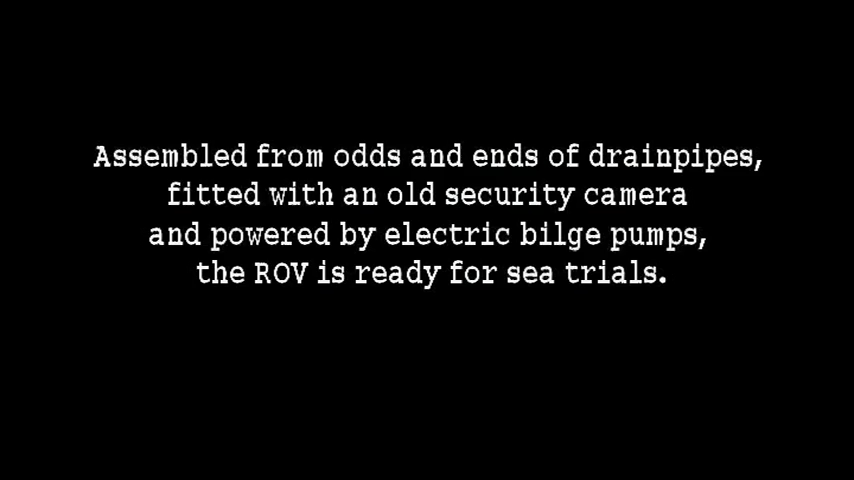 Assembled from odds and ends of drainpipes,
fitted with an old security camera
and powered by electric bilge pumps,
the ROV is ready for sea trials.